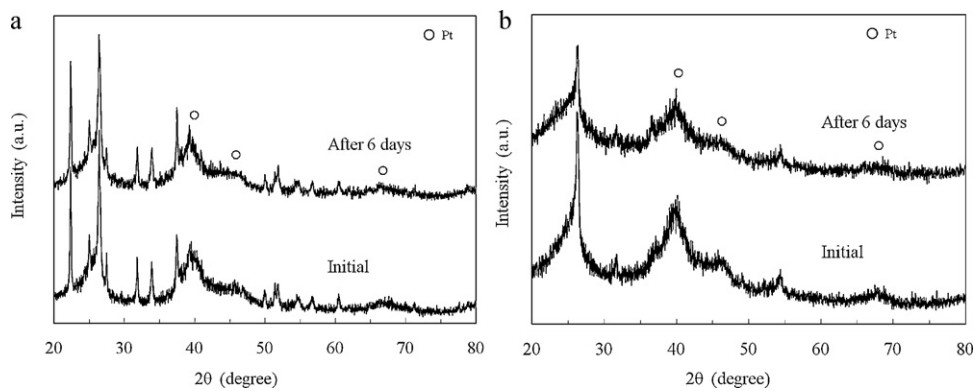 a
Intensity (a.u.)
○ Pt
After 6 days
Initial
20 30 40 50 60 70 80
2θ (degree)
b
Intensity (a.u.)
○ Pt
After 6 days
Initial
20 30 40 50 60 70 80
2θ (degree)